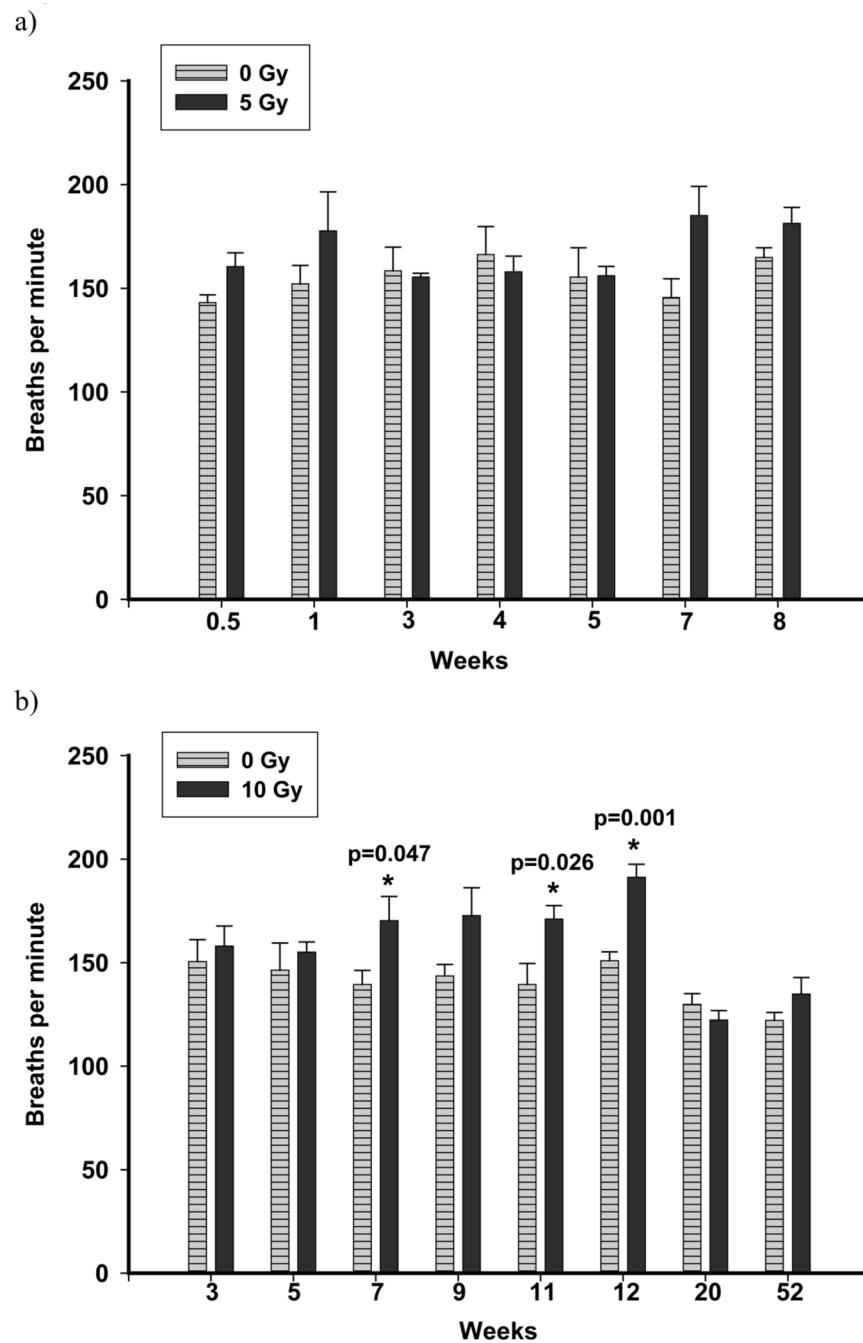 a)
0 Gy
5 Gy
250
200
150
100
50
0
Breaths per minute
0.5 1 3 4 5 7 8
Weeks
b)
0 Gy
10 Gy
250
200
150
100
50
0
Breaths per minute
p=0.047
*
p=0.026
*
p=0.001
*
3 5 7 9 11 12 20 52
Weeks